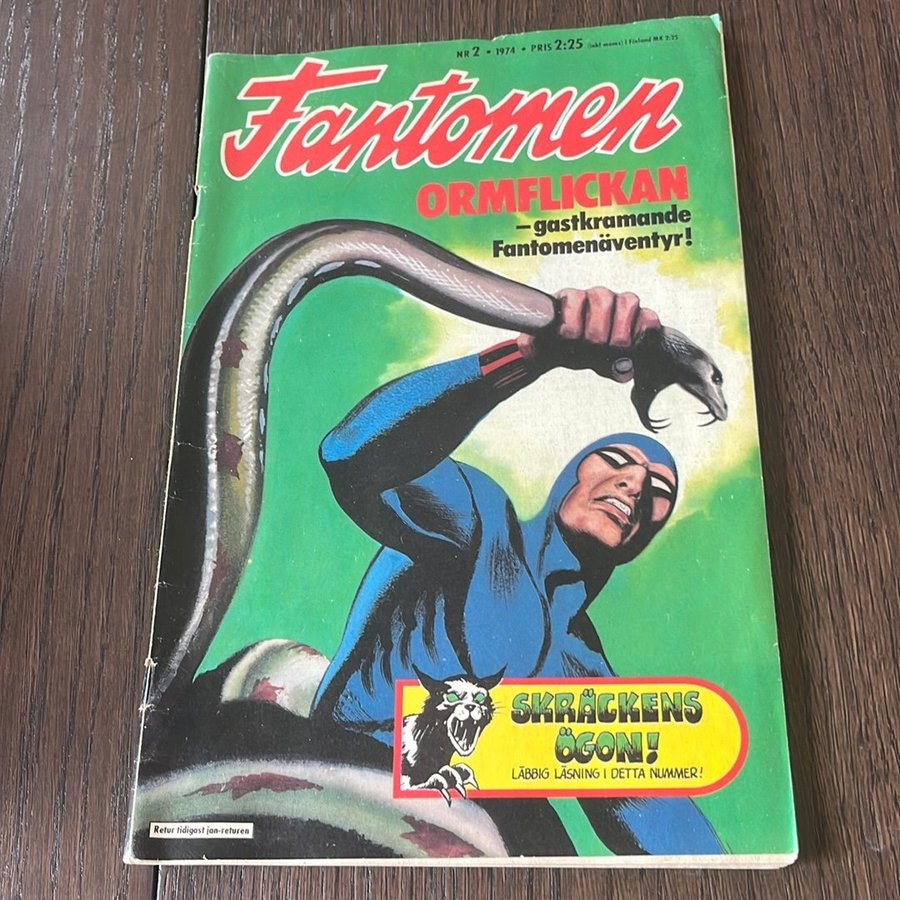 NR 2 • 1974 • PRIS 2:25 (inkl moms) i Finland MK 2:25
Fantomen
ORMFLICKAN
—gastkramande
Fantomenäventyr!
SKRÄCKENS
ÖGON!
LÄBBIG LÄSNING I DETTA NUMMER!
Retur tidigast jan-returen